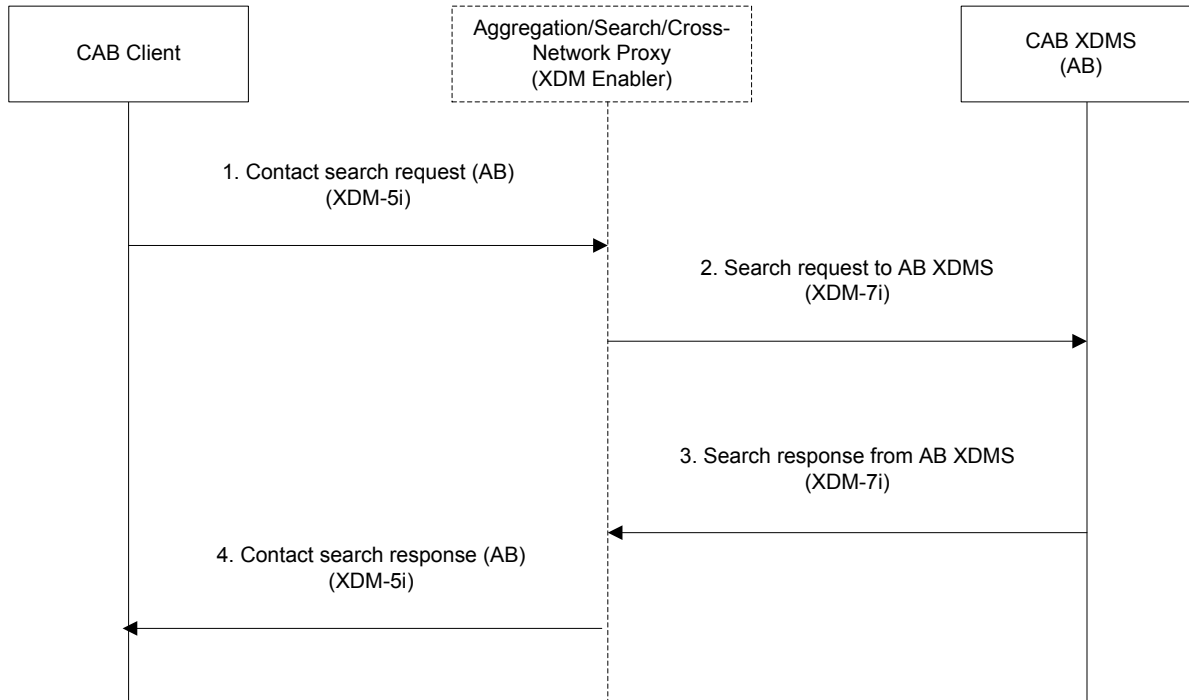 CAB Client
Aggregation/Search/Cross-
Network Proxy
(XDM Enabler)
CAB XDMS
(AB)
1. Contact search request (AB)
(XDM-5i)
2. Search request to AB XDMS
(XDM-7i)
3. Search response from AB XDMS
(XDM-7i)
4. Contact search response (AB)
(XDM-5i)